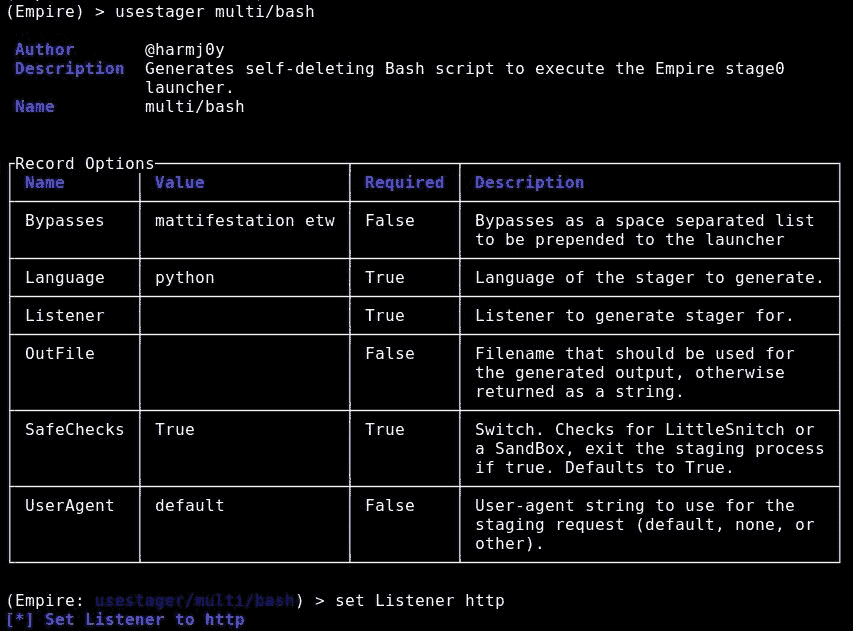 (Empire) > usestager multi/bash
Author @harmj0y
Description Generates self-deleting Bash script to execute the Empire stage0
launcher.
Name multi/bash
Record Options
Name Value Required Description
Bypasses mattifestation etw False Bypasses as a space separated list
to be prepended to the launcher
Language python True Language of the stager to generate.
Listener True Listener to generate stager for.
OutFile False Filename that should be used for
the generated output, otherwise
returned as a string.
SafeChecks True True Switch. Checks for LittleSnitch or
a SandBox, exit the staging process
if true. Defaults to True.
UserAgent default False User-agent string to use for the
staging request (default, none, or
other).
(Empire: usestager/multi/bash) > set Listener http
[*] Set Listener to http